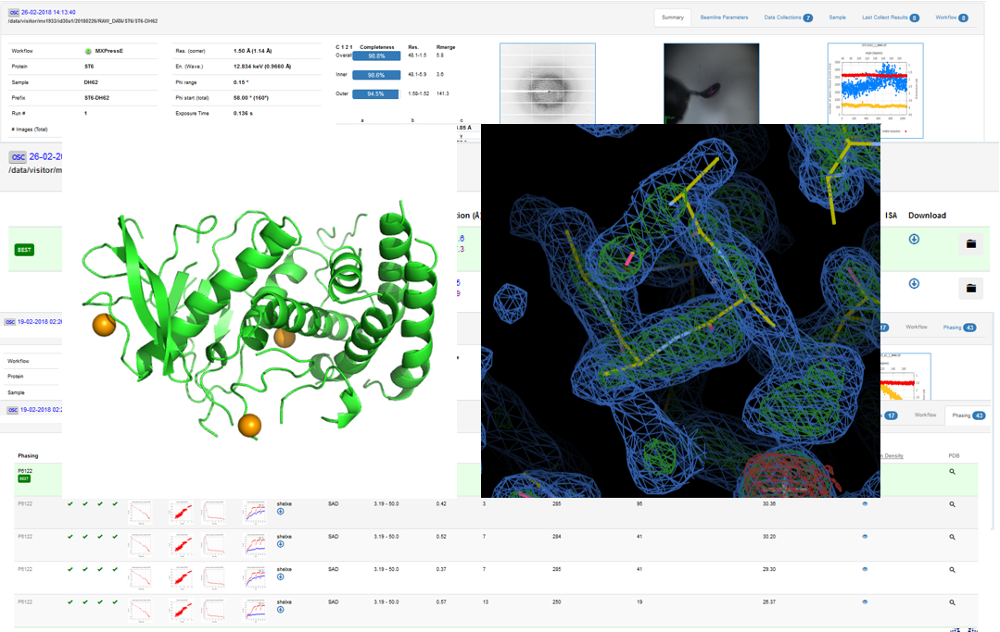 OSC 26-02-2018 14:13:40
/data/visitor/mx1933/id30a1/20180226/RAW_DATA/ST6/ST6-DH62
Summary Beamline Parameters Data Collections 7 Sample Last Collect Results 8 Workflow 8
Workflow MXPressE
Protein ST6
Sample DH62
Prefix ST6-DH62
Run # 1
# Images (Total)
Res. (corner) 1.50 Å (1.14 Å)
En. (Wave.) 12.834 keV (0.9660 Å)
Phi range 0.15 °
Phi start (total) 58.00 ° (160°)
Exposure Time 0.136 s
C 1 2 1 Completeness Res. Rmerge
Overall 98.8% 48.1-1.5 5.8
Inner 98.6% 48.1-5.9 3.6
Outer 94.5% 1.58-1.52 141.3
a b c
OSC 26-02-2
/data/visitor/m
ISA Download
BEST
OSC 19-02-2018 02:2
17 Workflow Phasing 43
Workflow
Protein
Sample
OSC 19-02-2018 02:2
17 Workflow Phasing 43
Phasing
n Density PDB
P6122
BEST
P6122 shelxe SAD 3.19 - 50.0 0.42 3 285 95 30.36
P6122 shelxe SAD 3.19 - 50.0 0.52 7 284 41 30.20
P6122 shelxe SAD 3.19 - 50.0 0.37 7 285 41 29.30
P6122 shelxe SAD 3.19 - 50.0 0.57 13 250 19 26.37